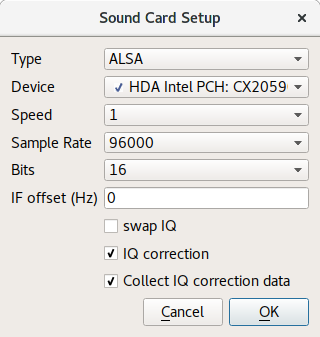 Sound Card Setup
Type ALSA
Device HDA Intel PCH: CX2059
Speed 1
Sample Rate 96000
Bits 16
IF offset (Hz) 0
swap IQ
IQ correction
Collect IQ correction data
Cancel OK